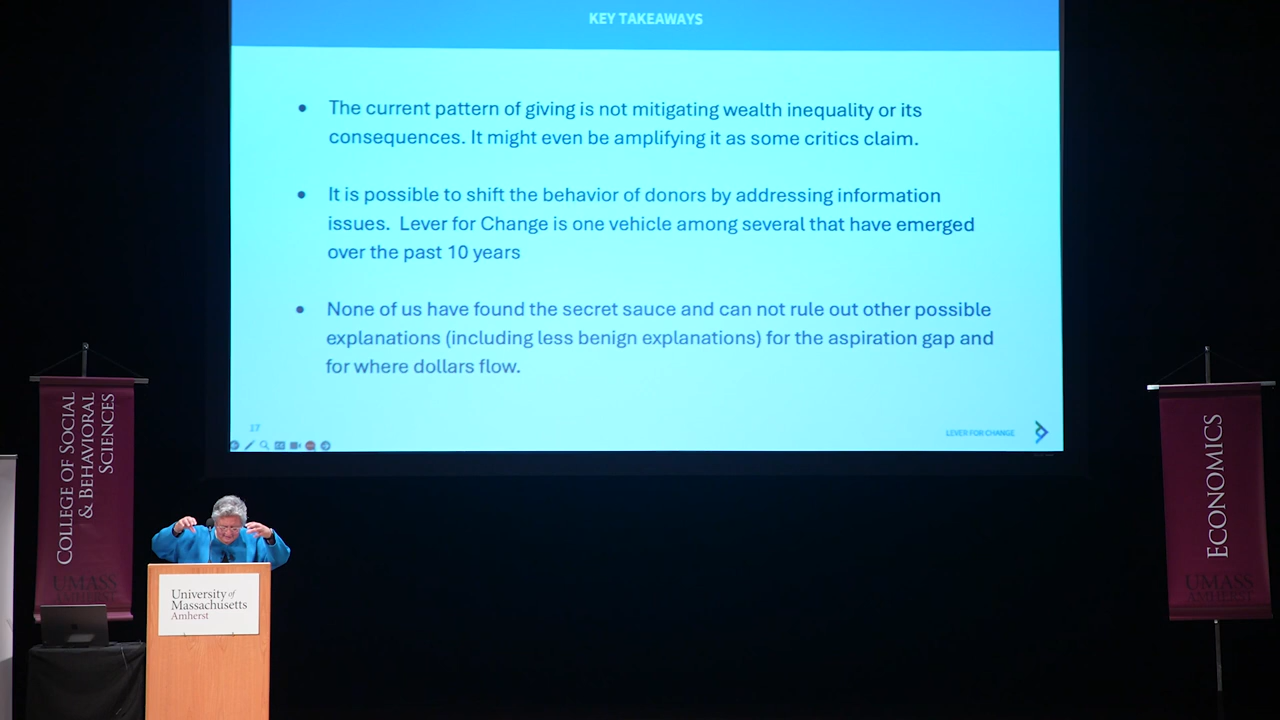 KEY TAKEAWAYS
• The current pattern of giving is not mitigating wealth inequality or its
consequences. It might even be amplifying it as some critics claim.
• It is possible to shift the behavior of donors by addressing information
issues. Lever for Change is one vehicle among several that have emerged
over the past 10 years
• None of us have found the secret sauce and can not rule out other possible
explanations (including less benign explanations) for the aspiration gap and
for where dollars flow.
17
LEVER FOR CHANGE
COLLEGE OF SOCIAL
& BEHAVIORAL
SCIENCES
UMASS
AMHERST
ECONOMICS
UMASS
AMHERST
University of
Massachusetts
Amherst